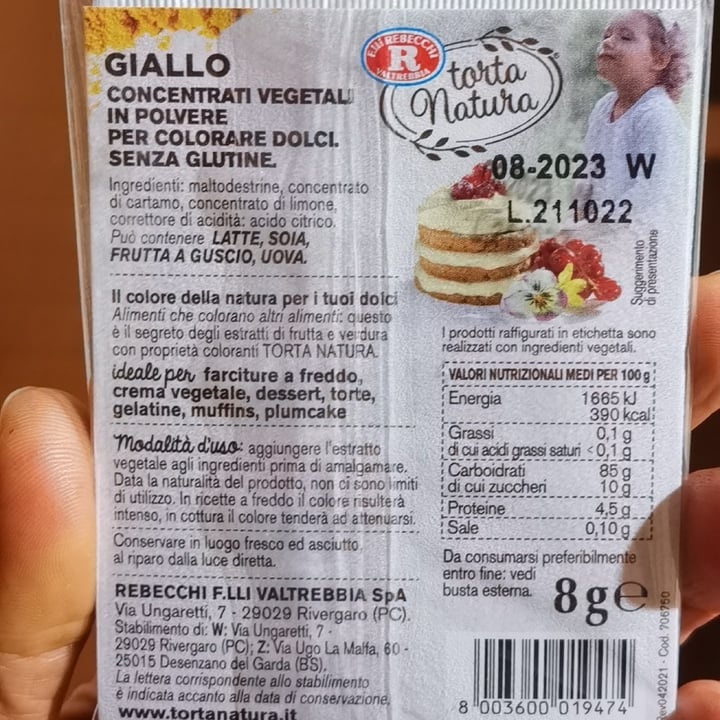 GIALLO
CONCENTRATI VEGETALI
IN POLVERE
PER COLORARE DOLCI.
SENZA GLUTINE.
Ingredienti: maltodestrine, concentrato
di cartamo, concentrato di limone,
correttore di acidità: acido citrico.
Può contenere LATTE, SOIA,
FRUTTA A GUSCIO, UOVA.
Il colore della natura per i tuoi dolci
Alimenti che colorano altri alimenti: questo
è il segreto degli estratti di frutta e verdura
con proprietà coloranti TORTA NATURA.
ideale per farciture a freddo,
crema vegetale, dessert, torte,
gelatine, muffins, plumcake
Modalità d'uso: aggiungere l'estratto
vegetale agli ingredienti prima di amalgamare.
Data la naturalità del prodotto, non ci sono limiti
di utilizzo. In ricette a freddo il colore risulterà
intenso, in cottura il colore tenderà ad attenuarsi.
Conservare in luogo fresco ed asciutto,
al riparo dalla luce diretta.
REBECCHI F.LLI VALTREBBIA SpA
Via Ungaretti, 7 - 29029 Rivergaro (PC).
Stabilimento di: W: Via Ungaretti, 7 -
29029 Rivergaro (PC); Z: Via Ugo La Malfa, 60 -
25015 Desenzano del Garda (BS).
La lettera corrispondente allo stabilimento
è indicata accanto alla data di conservazione.
www.tortanatura.it
F.lli REBECCHI
R
VALTREBBIA
torta
Natura
08-2023 W
L.211022
Suggerimento
di presentazione
I prodotti raffigurati in etichetta sono
realizzati con ingredienti vegetali.
VALORI NUTRIZIONALI MEDI PER 100 g
Energia 1665 kJ
390 kcal
Grassi 0,1 g
di cui acidi grassi saturi <0,1 g
Carboidrati 85 g
di cui zuccheri 10 g
Proteine 4,5 g
Sale 0,10 g
Da consumarsi preferibilmente
entro fine: vedi
busta esterna.
8 g e
8 003600 019474
rev042021 - Cod. 706750